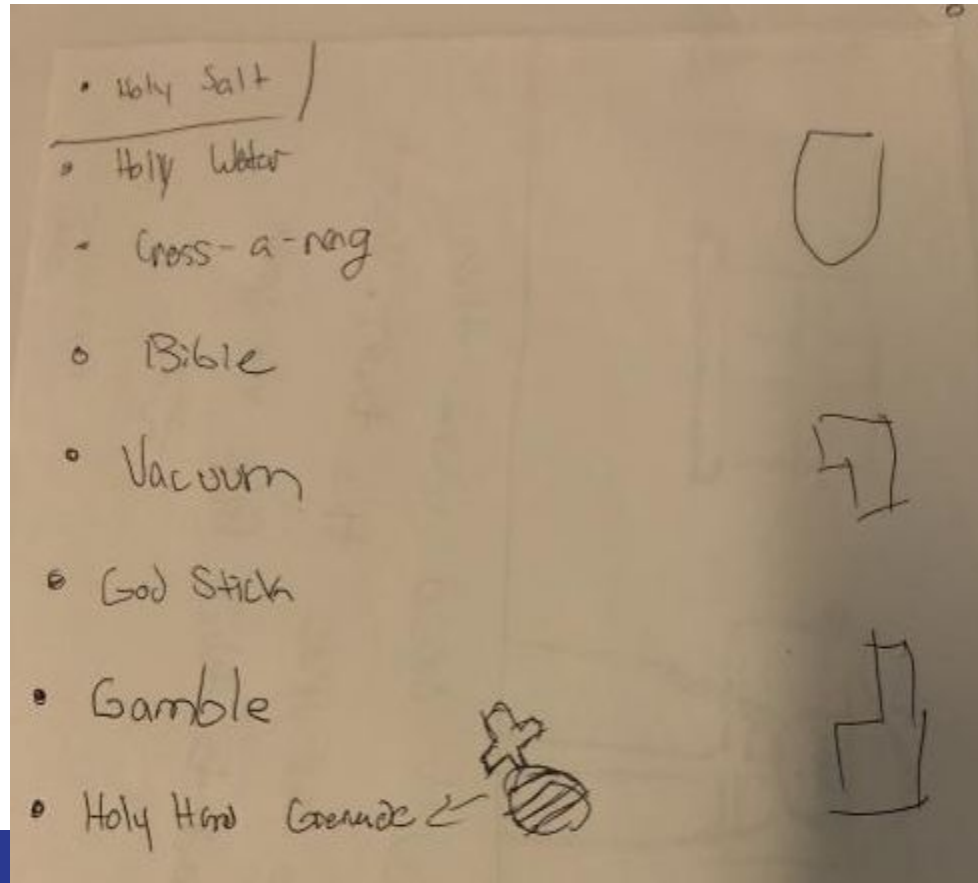 • Holy Salt
• Holy Water
• Cross-a-rang
• Bible
• Vacuum
• God Stick
• Gamble
• Holy Hand Grenade